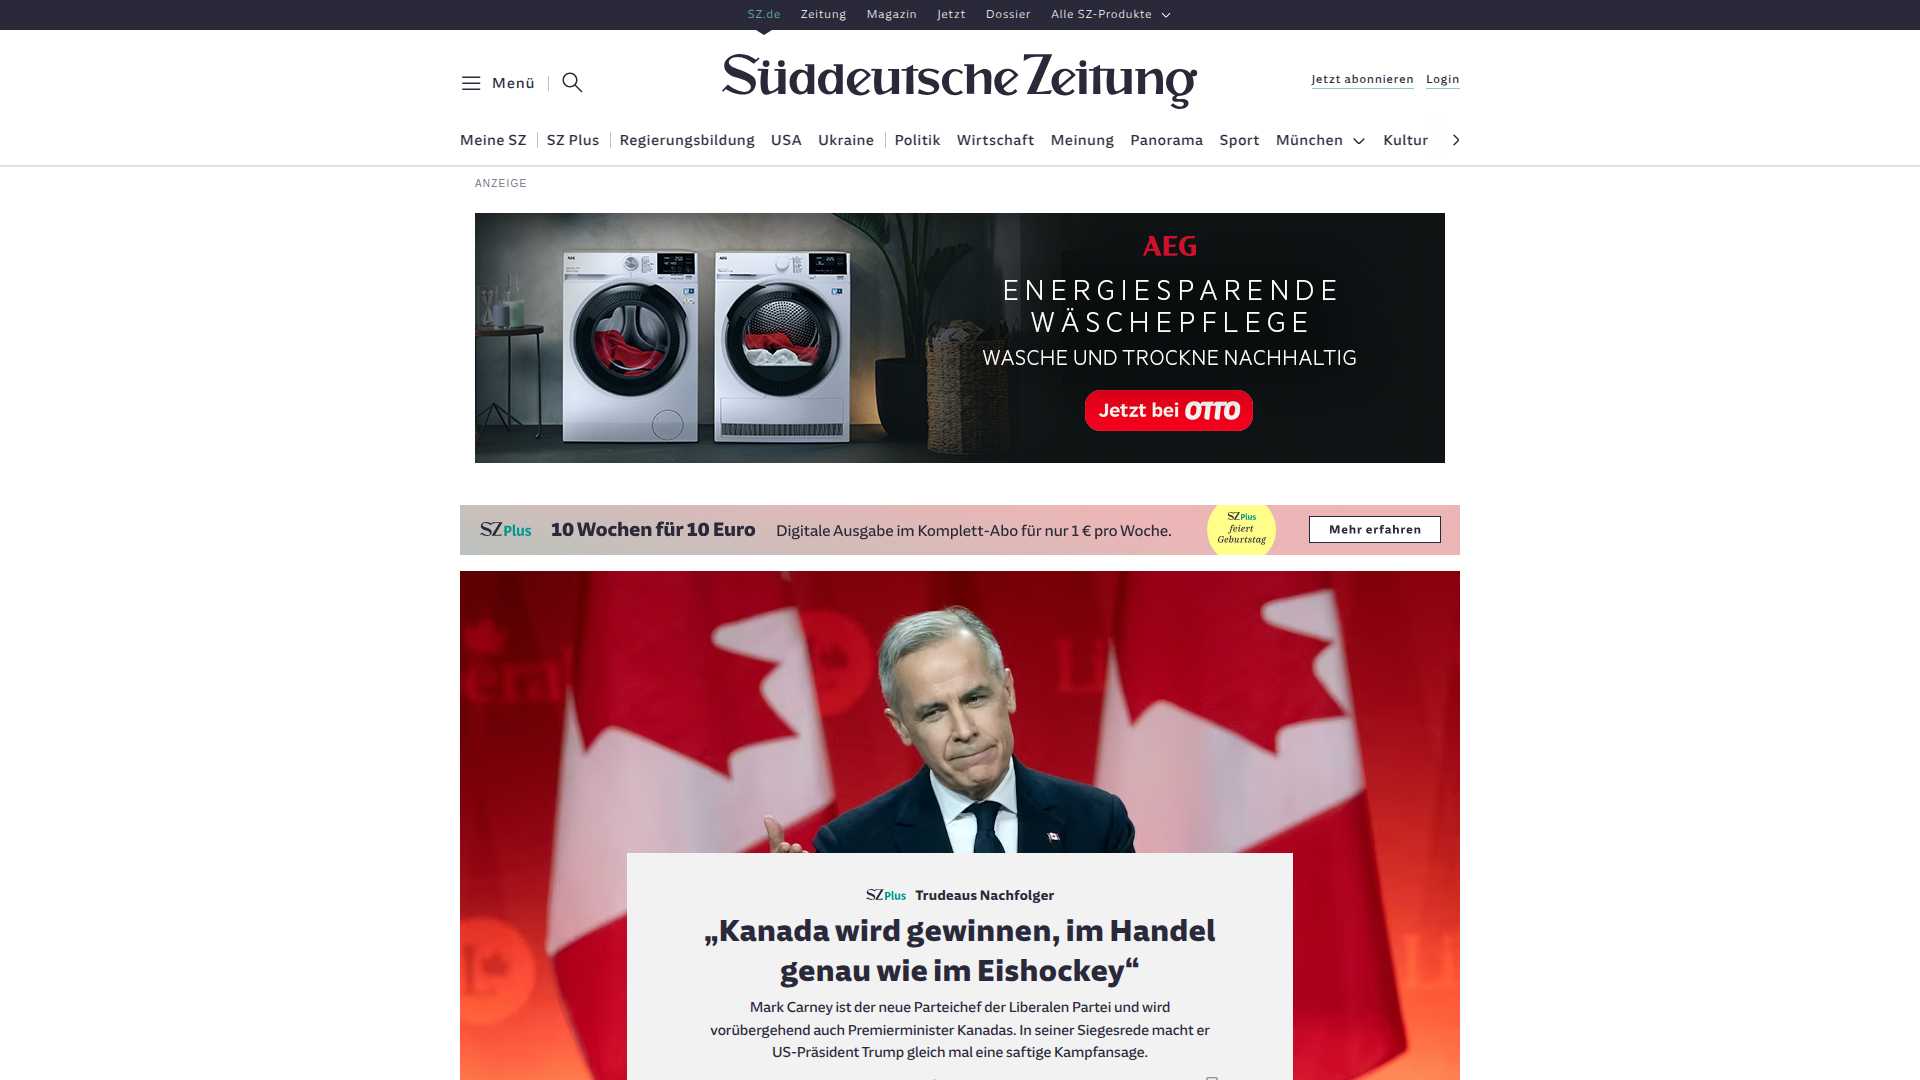 SZ.de Zeitung Magazin Jetzt Dossier Alle SZ-Produkte
Menü
Süddeutsche Zeitung
Jetzt abonnieren Login
Meine SZ SZ Plus Regierungsbildung USA Ukraine Politik Wirtschaft Meinung Panorama Sport München Kultur
ANZEIGE
AEG
ENERGIESPARENDE
WÄSCHEPFLEGE
WASCHE UND TROCKNE NACHHALTIG
Jetzt bei OTTO
SZ Plus 10 Wochen für 10 Euro Digitale Ausgabe im Komplett-Abo für nur 1 € pro Woche.
SZ Plus
feiert
Geburtstag
Mehr erfahren
SZ Plus Trudeaus Nachfolger
„Kanada wird gewinnen, im Handel
genau wie im Eishockey“
Mark Carney ist der neue Parteichef der Liberalen Partei und wird
vorübergehend auch Premierminister Kanadas. In seiner Siegesrede macht er
US-Präsident Trump gleich mal eine saftige Kampfansage.